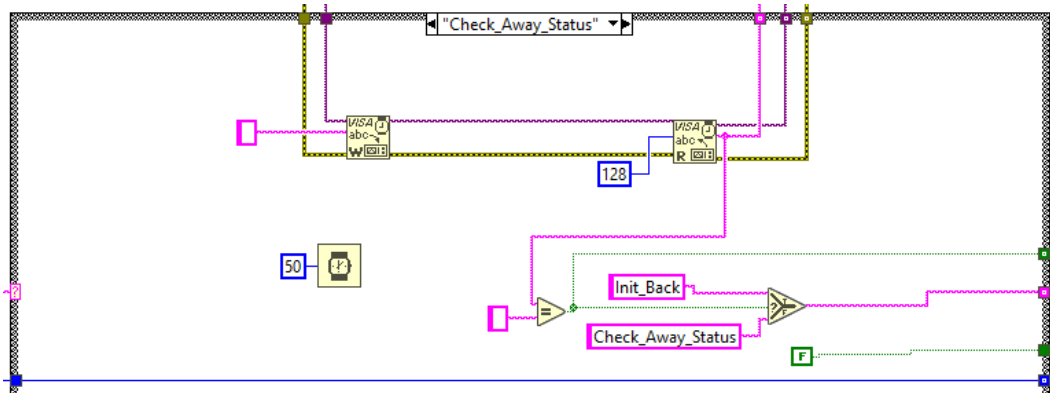 "Check_Away_Status"
VISA
abc
W
VISA
abc
R
128
50
?
Init_Back
=
?
T
F
Check_Away_Status
F